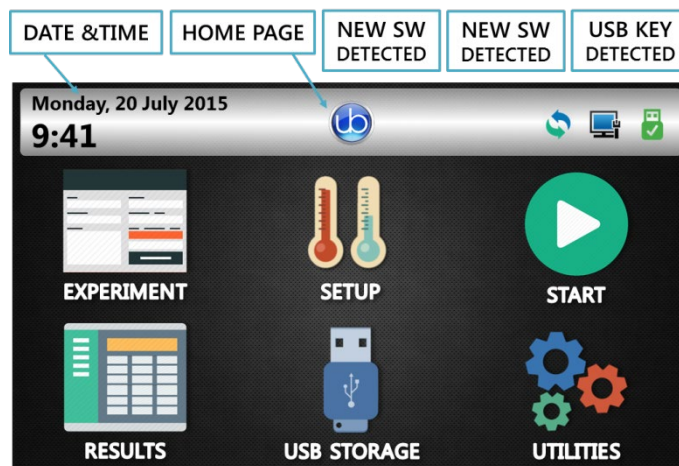 DATE &TIME
HOME PAGE
NEW SW
DETECTED
NEW SW
DETECTED
USB KEY
DETECTED
Monday, 20 July 2015
9:41
ub
EXPERIMENT
SETUP
START
RESULTS
USB STORAGE
UTILITIES